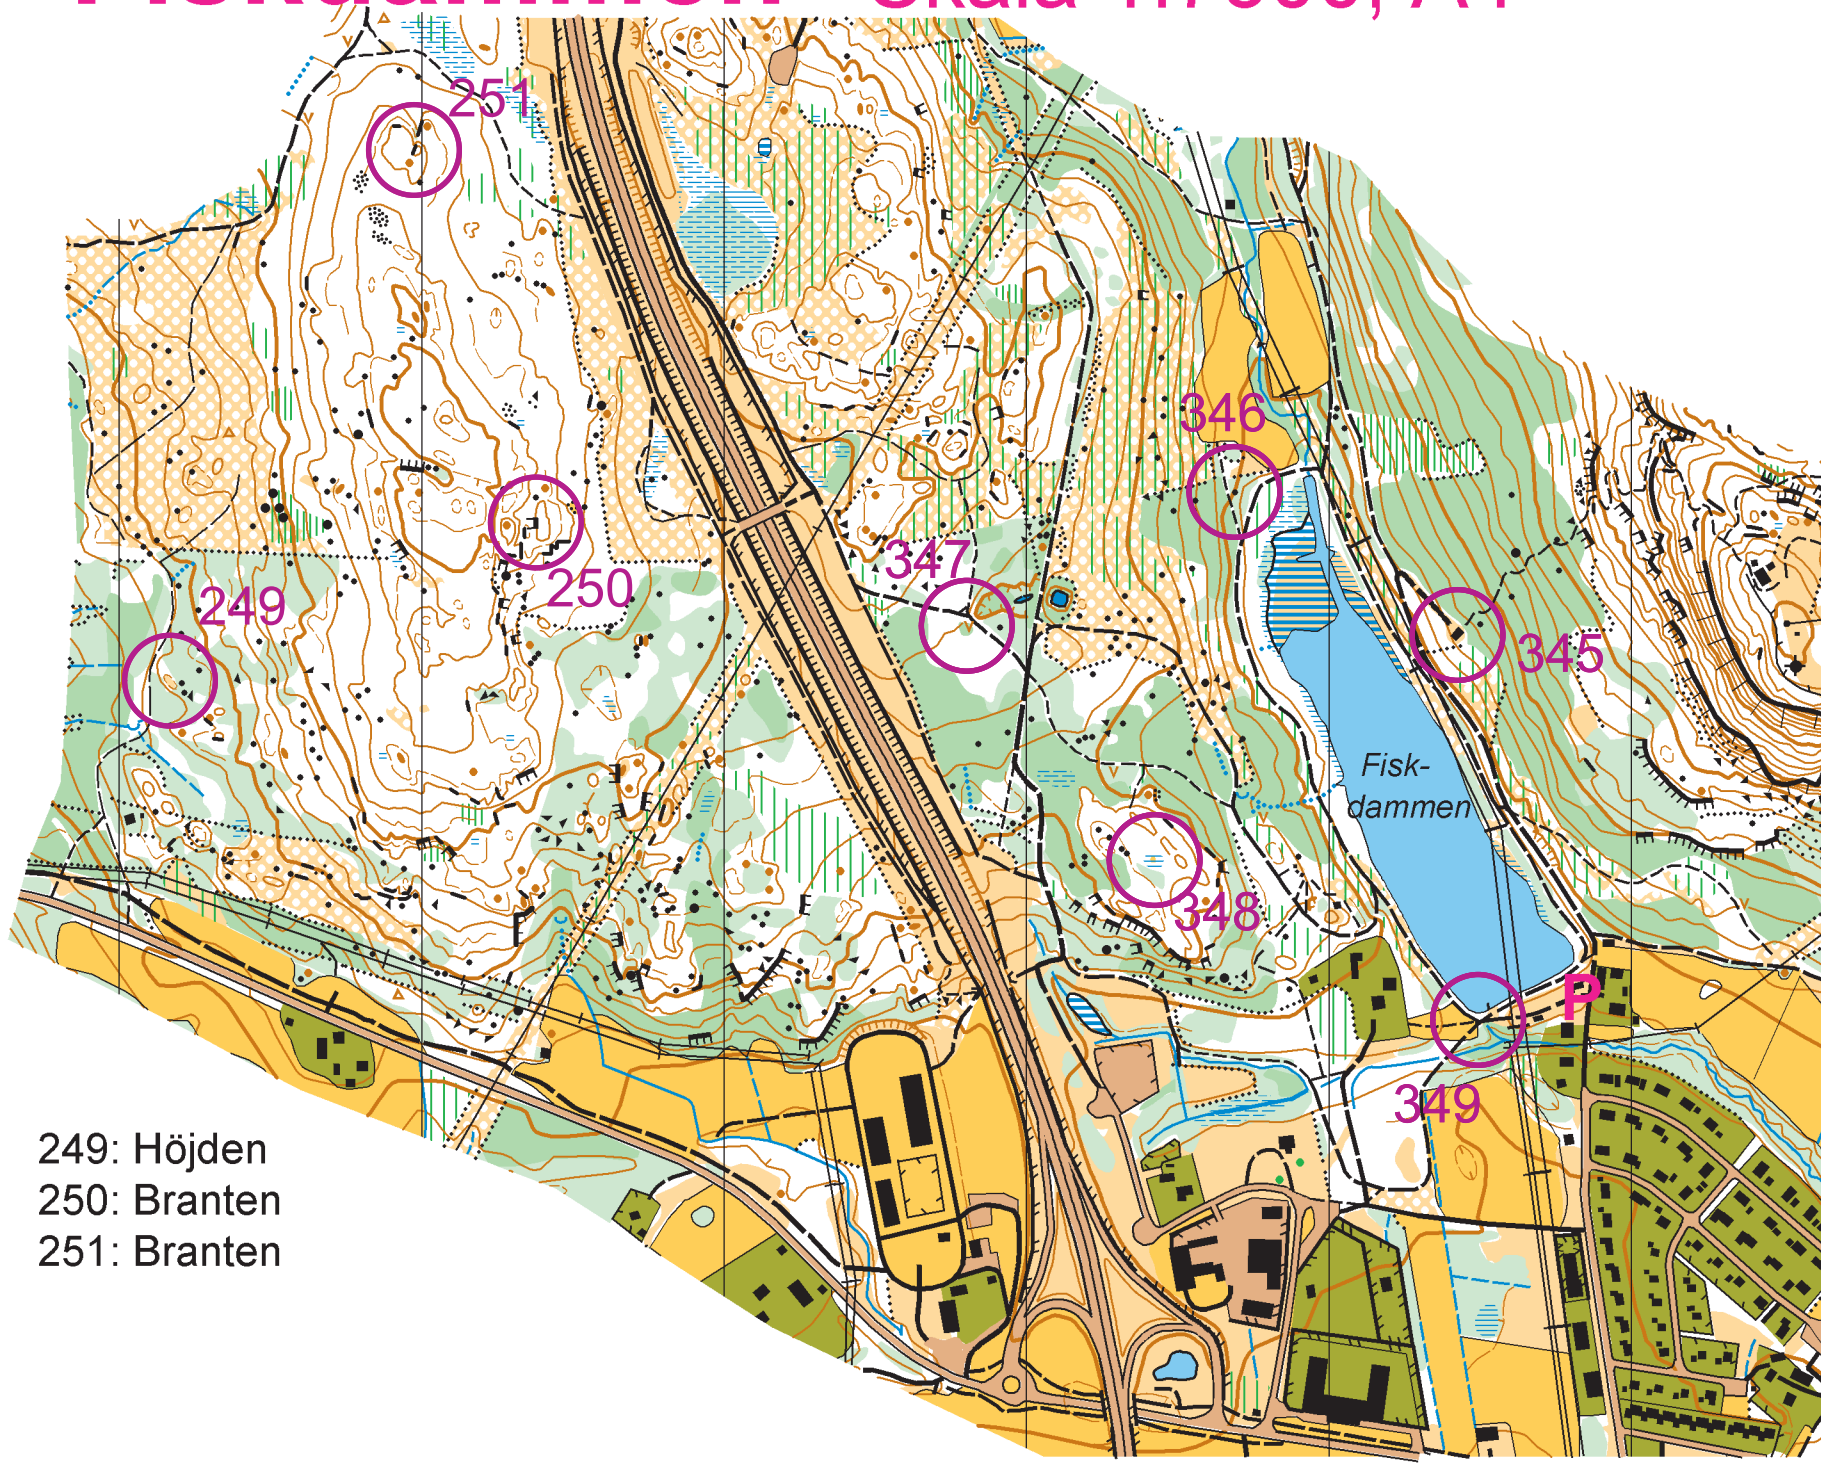 Fiskdammen Skala 1:7500, A4
251
346
347
250
249
345
Fisk-
dammen
348
P
349
249: Höjden
250: Branten
251: Branten